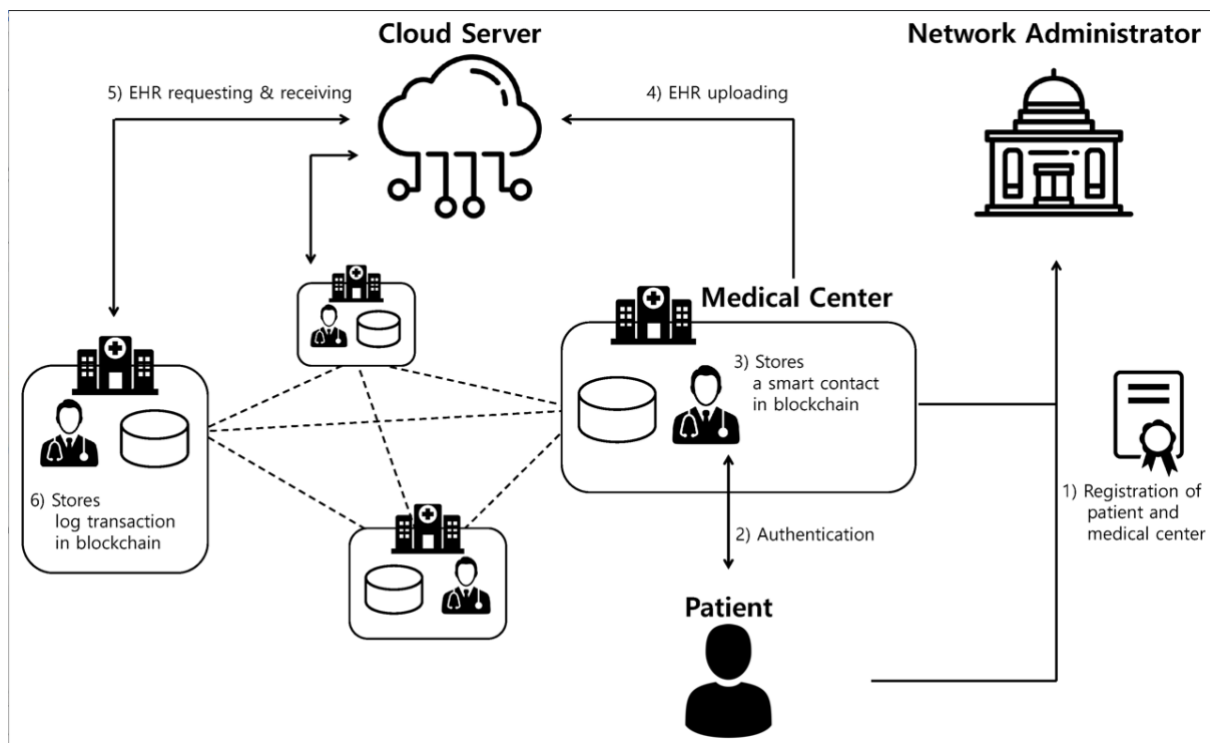 Cloud Server
Network Administrator
5) EHR requesting & receiving
4) EHR uploading
Medical Center
3) Stores
a smart contact
in blockchain
6) Stores
log transaction
in blockchain
1) Registration of
patient and
medical center
2) Authentication
Patient